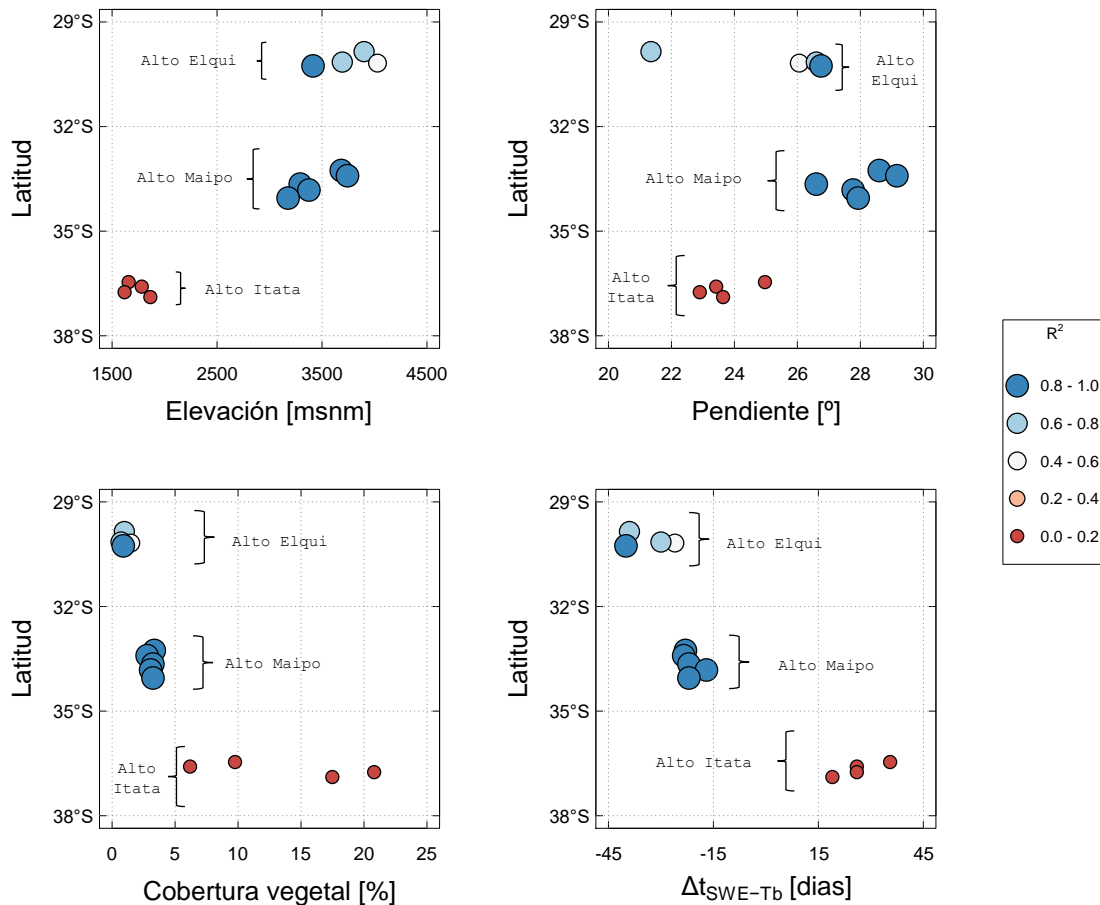 29°S
32°S
35°S
38°S
Latitud
Alto Elqui
Alto Maipo
Alto Itata
1500 2500 3500 4500
Elevación [msnm]
29°S
32°S
35°S
38°S
Latitud
Alto
Elqui
Alto Maipo
Alto
Itata
20 22 24 26 28 30
Pendiente [º]
R²
0.8 - 1.0
0.6 - 0.8
0.4 - 0.6
0.2 - 0.4
0.0 - 0.2
29°S
32°S
35°S
38°S
Latitud
Alto Elqui
Alto Maipo
Alto
Itata
0 5 10 15 20 25
Cobertura vegetal [%]
29°S
32°S
35°S
38°S
Latitud
Alto Elqui
Alto Maipo
Alto Itata
-45 -15 15 45
Δt_SWE−Tb [dias]